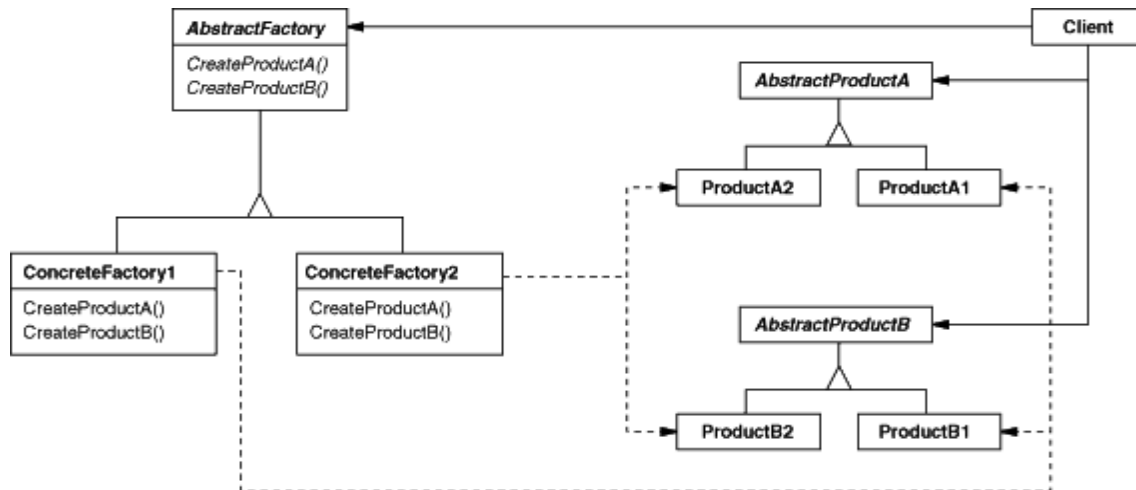 AbstractFactory
CreateProductA()
CreateProductB()
Client
AbstractProductA
ProductA2
ProductA1
ConcreteFactory1
CreateProductA()
CreateProductB()
ConcreteFactory2
CreateProductA()
CreateProductB()
AbstractProductB
ProductB2
ProductB1